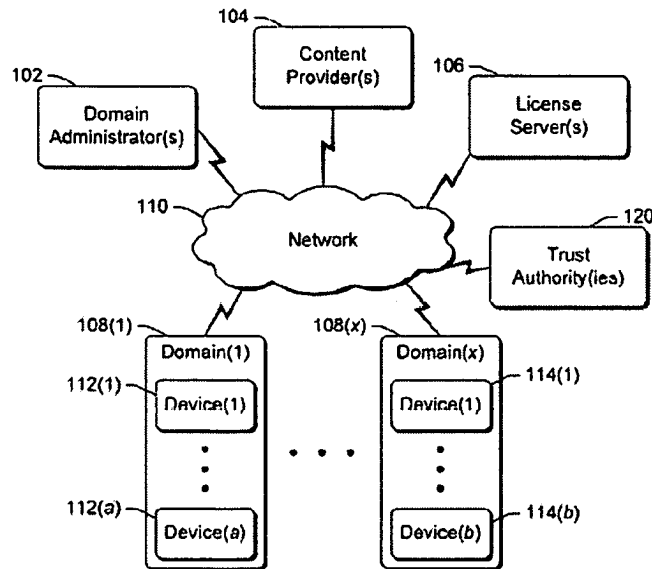 104
Content
Provider(s)
102
Domain
Administrator(s)
106
License
Server(s)
110
Network
120
Trust
Authority(ies)
108(1)
Domain(1)
108(x)
Domain(x)
112(1)
Device(1)
114(1)
Device(1)
112(a)
Device(a)
114(b)
Device(b)